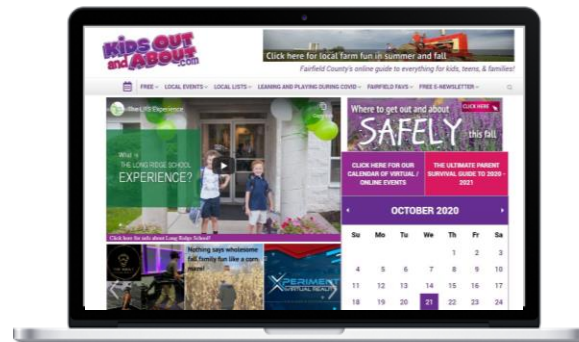 KiDS OUT
and ABOUT.com
Click here for local farm fun in summer and fall
Fairfield County's online guide to everything for kids, teens, & families!
FREE LOCAL EVENTS LOCAL LISTS LEARNING AND PLAYING DURING COVID FAIRFIELD FAVS FREE E-NEWSLETTER
The LRS Experience
What is
THE LONG RIDGE SCHOOL
EXPERIENCE?
Click here for info about Long Ridge School!
Where to get out and about
CLICK HERE
SAFELY this fall
CLICK HERE FOR OUR
CALENDAR OF VIRTUAL /
ONLINE EVENTS
THE ULTIMATE PARENT
SURVIVAL GUIDE TO 2020 -
2021
OCTOBER 2020
Su Mo Tu We Th Fr Sa
1 2 3
4 5 6 7 8 9 10
11 12 13 14 15 16 17
18 19 20 21 22 23 24
Nothing says wholesome
fall family fun like a corn
maze!
XPERIMENT
VIRTUAL REALITY